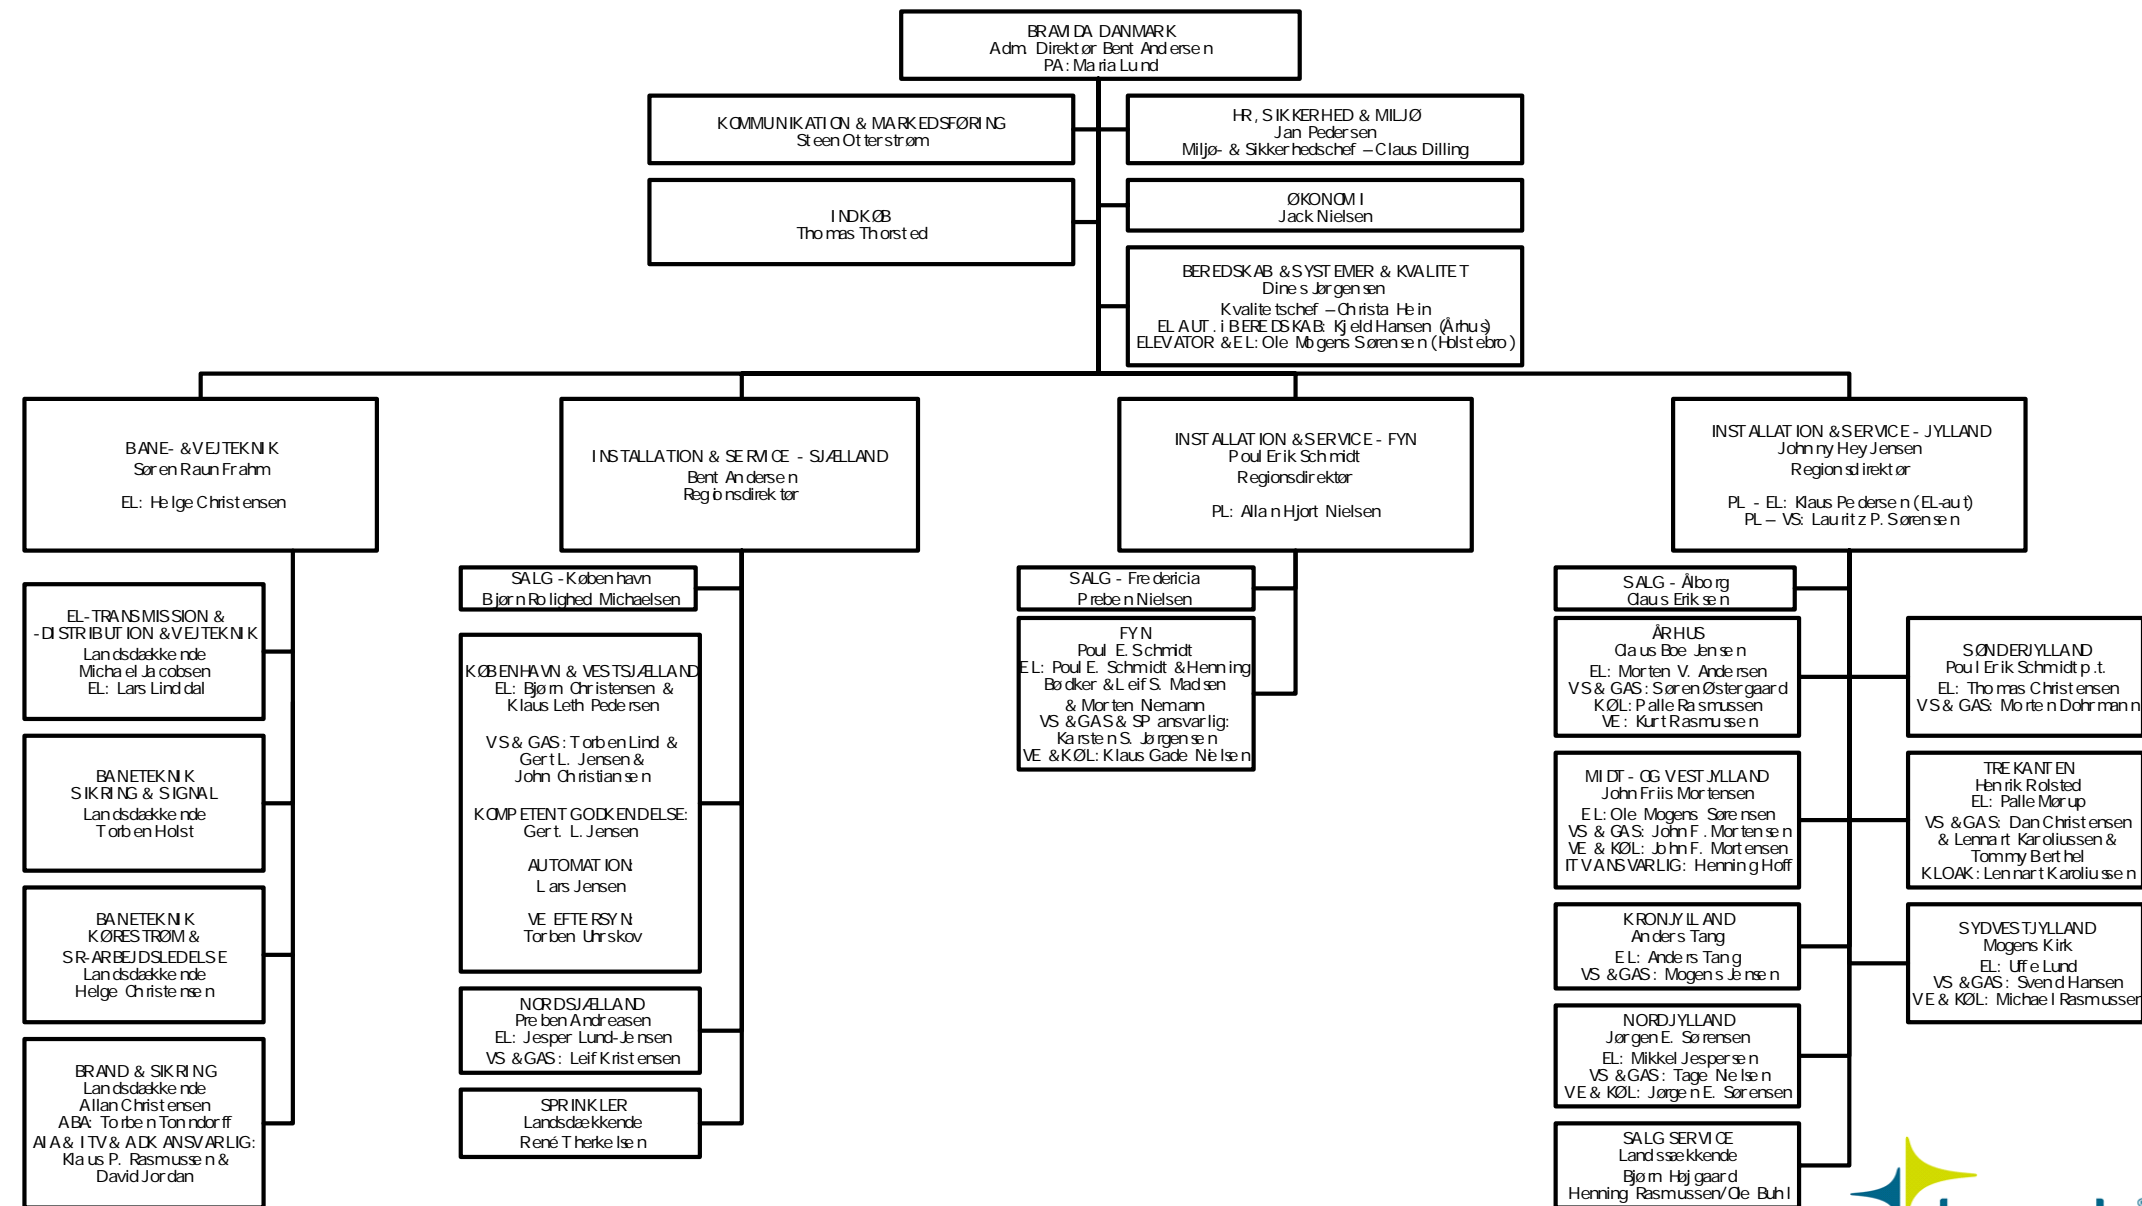 BRAVIDA DANMARK
Adm. Direktør Bent Andersen
PA: Maria Lund
KOMMUNIKATION & MARKEDSFØRING
Steen Otterstrøm
HR, SIKKERHED & MILJØ
Jan Pedersen
Miljø- & Sikkerhedschef – Claus Dilling
INDKØB
Thomas Thorsted
ØKONOMI
Jack Nielsen
BEREDSKAB & SYSTEMER & KVALITET
Dines Jørgensen
Kvalitetschef – Christa Hein
EL AUT. i BEREDSKAB: Kjeld Hansen (Århus)
ELEVATOR & EL: Ole Mogens Sørensen (Holstebro)
BANE- & VEJTEKNIK
Søren Raun Frahm
EL: Helge Christensen
EL-TRANSMISSION &
-DISTRIBUTION & VEJTEKNIK
Landsdækkende
Michael Jacobsen
EL: Lars Linddal
BANETEKNIK
SIKRING & SIGNAL
Landsdækkende
Torben Holst
BANETEKNIK
KØRESTRØM &
SR-ARBEJDSLEDELSE
Landsdækkende
Helge Christensen
BRAND & SIKRING
Landsdækkende
Allan Christensen
ABA: Torben Tonndorff
AIA & ITV & ADK ANSVARLIG:
Klaus P. Rasmussen &
David Jordan
INSTALLATION & SERVICE - SJÆLLAND
Bent Andersen
Regionsdirektør
SALG - København
Bjørn Rolighed Michaelsen
KØBENHAVN & VESTSJÆLLAND
EL: Bjørn Christensen &
Klaus Leth Pedersen
VS & GAS: Torben Lind &
Gert L. Jensen &
John Christiansen
KOMPETENT GODKENDELSE:
Gert. L. Jensen
AUTOMATION:
Lars Jensen
VE EFTERSYN:
Torben Uhrskov
NORDSJÆLLAND
Preben Andreasen
EL: Jesper Lund-Jensen
VS & GAS: Leif Kristensen
SPRINKLER
Landsdækkende
René Therkelsen
INSTALLATION & SERVICE - FYN
Poul Erik Schmidt
Regionsdirektør
PL: Allan Hjort Nielsen
SALG - Fredericia
Preben Nielsen
FYN
Poul E. Schmidt
EL: Poul E. Schmidt & Henning
Bødker & Leif S. Madsen
& Morten Nemann
VS & GAS & SP ansvarlig:
Karsten S. Jørgensen
VE & KØL: Klaus Gade Nielsen
INSTALLATION & SERVICE - JYLLAND
Johnny Hey Jensen
Regionsdirektør
PL - EL: Klaus Pedersen (EL-aut)
PL – VS: Lauritz P. Sørensen
SALG - Ålborg
Claus Eriksen
ÅRHUS
Claus Boe Jensen
EL: Morten V. Andersen
VS & GAS: Søren Østergaard
KØL: Palle Rasmussen
VE: Kurt Rasmussen
MIDT- OG VESTJYLLAND
John Friis Mortensen
EL: Ole Mogens Sørensen
VS & GAS: John F. Mortensen
VE & KØL: John F. Mortensen
ITV ANSVARLIG: Henning Hoff
KRONJYLLAND
Anders Tang
EL: Anders Tang
VS & GAS: Mogens Jensen
NORDJYLLAND
Jørgen E. Sørensen
EL: Mikkel Jespersen
VS & GAS: Tage Nielsen
VE & KØL: Jørgen E. Sørensen
SALG SERVICE
Landssækkende
Bjørn Højgaard
Henning Rasmussen/Ole Buhl
SØNDERJYLLAND
Poul Erik Schmidt p.t.
EL: Thomas Christensen
VS & GAS: Morten Dohrmann
TREKANTEN
Henrik Rolsted
EL: Palle Mørup
VS & GAS: Dan Christensen
& Lennart Karoliussen &
Tommy Berthel
KLOAK: Lennart Karoliussen
SYDVESTJYLLAND
Mogens Kirk
EL: Uffe Lund
VS & GAS: Svend Hansen
VE & KØL: Michael Rasmussen